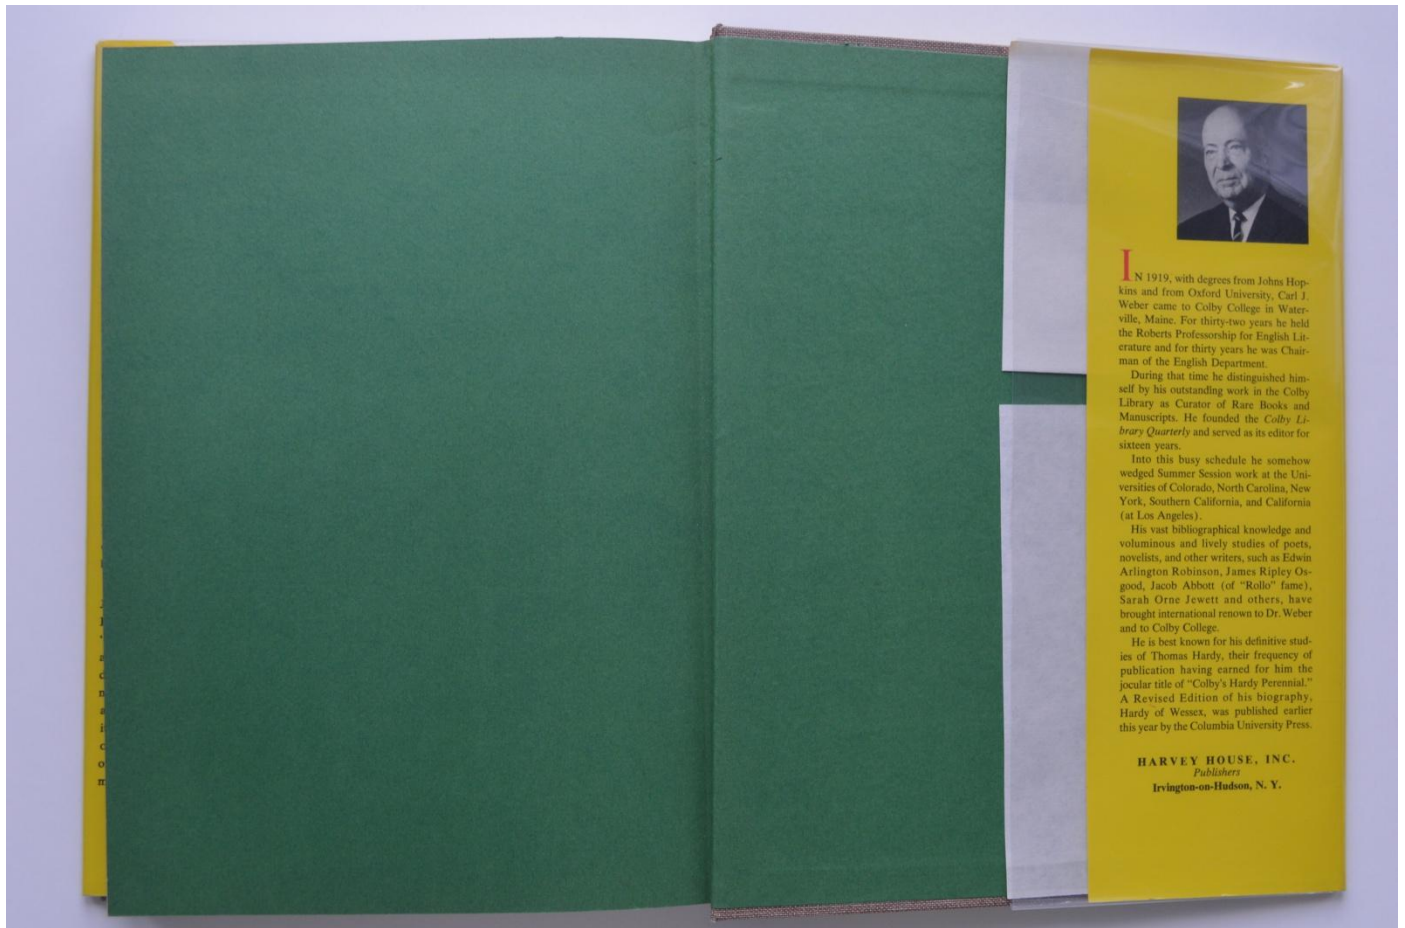 IN 1919, with degrees from Johns Hop-
kins and from Oxford University, Carl J.
Weber came to Colby College in Water-
ville, Maine. For thirty-two years he held
the Roberts Professorship for English Lit-
erature and for thirty years he was Chair-
man of the English Department.
During that time he distinguished him-
self by his outstanding work in the Colby
Library as Curator of Rare Books and
Manuscripts. He founded the Colby Li-
brary Quarterly and served as its editor for
sixteen years.
Into this busy schedule he somehow
wedged Summer Session work at the Uni-
versities of Colorado, North Carolina, New
York, Southern California, and California
(at Los Angeles).
His vast bibliographical knowledge and
voluminous and lively studies of poets,
novelists, and other writers, such as Edwin
Arlington Robinson, James Ripley Os-
good, Jacob Abbott (of "Rollo" fame),
Sarah Orne Jewett and others, have
brought international renown to Dr. Weber
and to Colby College.
He is best known for his definitive stud-
ies of Thomas Hardy, their frequency of
publication having earned for him the
jocular title of "Colby's Hardy Perennial."
A Revised Edition of his biography,
Hardy of Wessex, was published earlier
this year by the Columbia University Press.
HARVEY HOUSE, INC.
Publishers
Irvington-on-Hudson, N. Y.